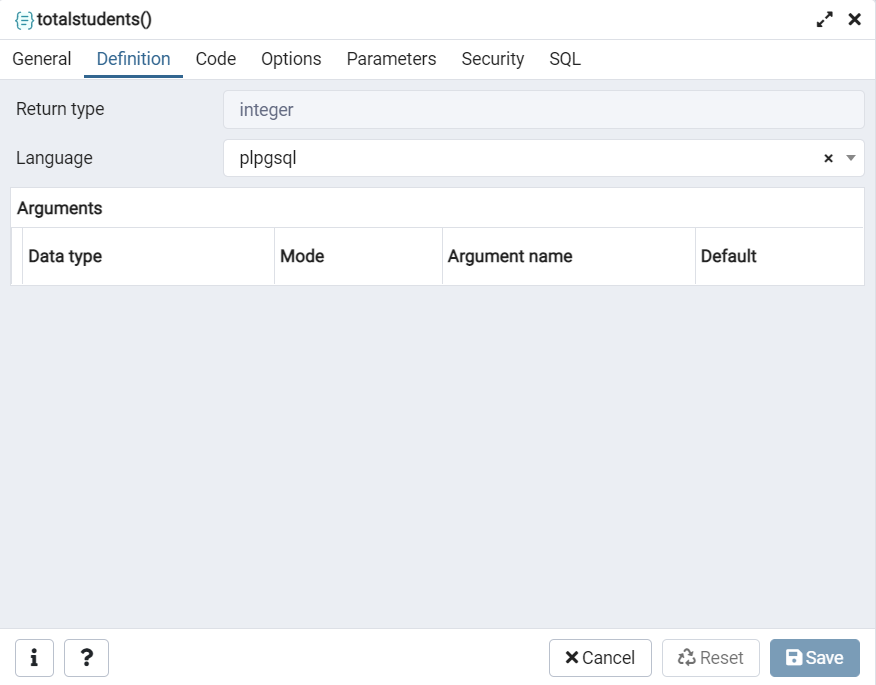 totalstudents()
General Definition Code Options Parameters Security SQL
Return type integer
Language plpgsql
Arguments
Data type Mode Argument name Default
i ? Cancel Reset Save